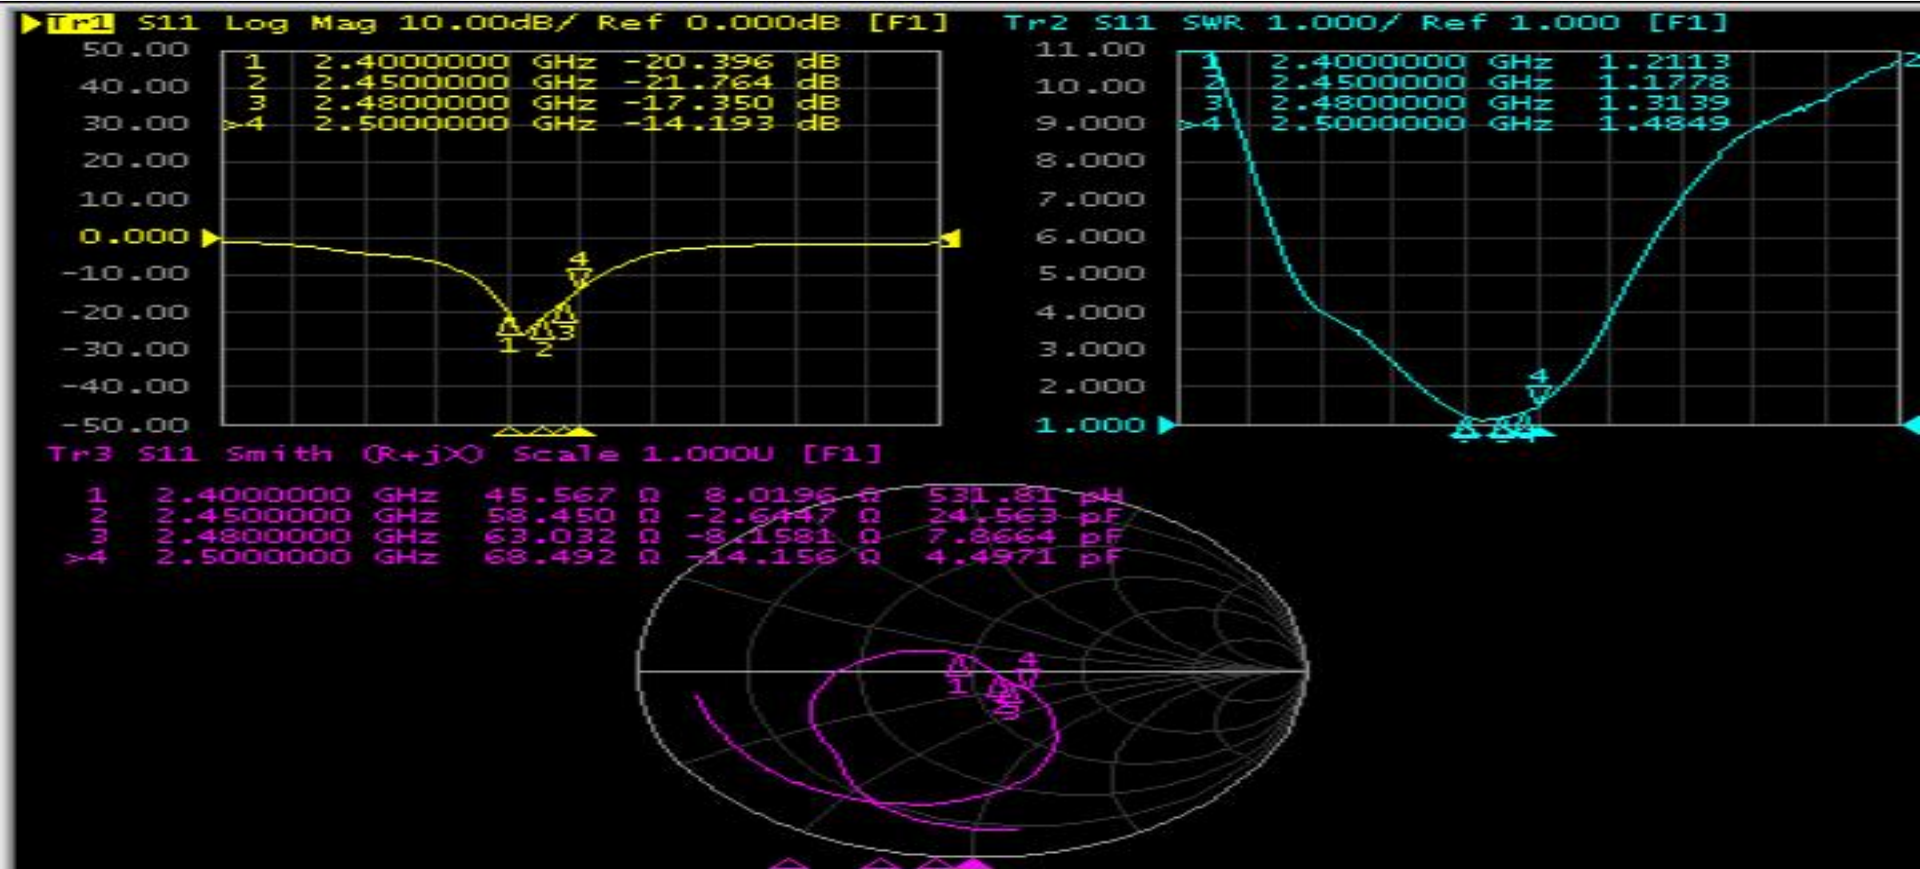 Tr1 S11 Log Mag 10.00dB/ Ref 0.000dB [F1]
50.00
40.00
30.00
20.00
10.00
0.000
-10.00
-20.00
-30.00
-40.00
-50.00
1 2.4000000 GHz -20.396 dB
2 2.4500000 GHz -21.764 dB
3 2.4800000 GHz -17.350 dB
>4 2.5000000 GHz -14.193 dB
4
1
2
3
Tr2 S11 SWR 1.000/ Ref 1.000 [F1]
11.00
10.00
9.000
8.000
7.000
6.000
5.000
4.000
3.000
2.000
1.000
1 2.4000000 GHz 1.2113
2 2.4500000 GHz 1.1778
3 2.4800000 GHz 1.3139
>4 2.5000000 GHz 1.4849
2
4
Tr3 S11 Smith (R+jX) Scale 1.000U [F1]
1 2.4000000 GHz 45.567 Ω 8.0196 Ω 531.81 pH
2 2.4500000 GHz 58.450 Ω -2.6447 Ω 24.563 pF
3 2.4800000 GHz 63.032 Ω -8.1581 Ω 7.8664 pF
>4 2.5000000 GHz 68.492 Ω -14.156 Ω 4.4971 pF
4
1